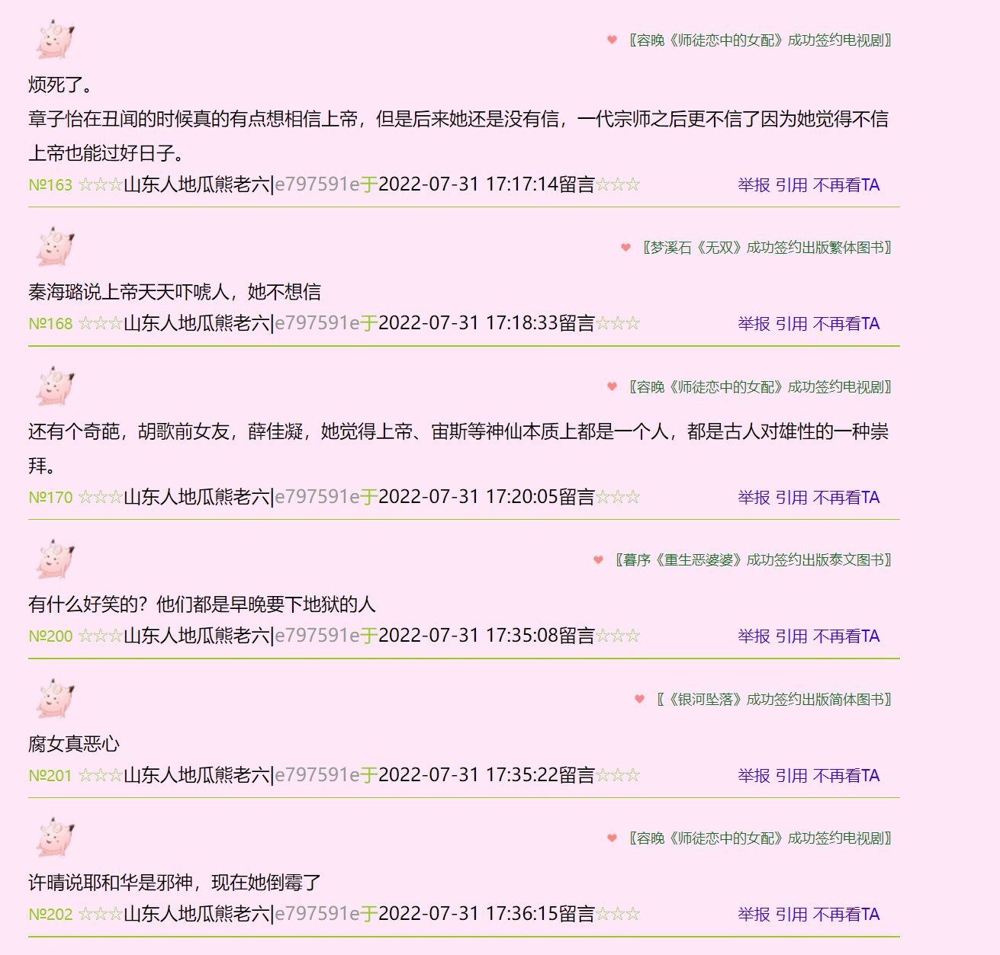 ❤ 〖容晚《师徒恋中的女配》成功签约电视剧〗
烦死了。
章子怡在丑闻的时候真的有点想相信上帝，但是后来她还是没有信，一代宗师之后更不信了因为她觉得不信
上帝也能过好日子。
№163 ☆☆☆山东人地瓜熊老六|e797591e于2022-07-31 17:17:14留言☆☆☆ 举报 引用 不再看TA
❤ 〖梦溪石《无双》成功签约出版繁体图书〗
秦海璐说上帝天天吓唬人，她不想信
№168 ☆☆☆山东人地瓜熊老六|e797591e于2022-07-31 17:18:33留言☆☆☆ 举报 引用 不再看TA
❤ 〖容晚《师徒恋中的女配》成功签约电视剧〗
还有个奇葩，胡歌前女友，薛佳凝，她觉得上帝、宙斯等神仙本质上都是一个人，都是古人对雄性的一种崇
拜。
№170 ☆☆☆山东人地瓜熊老六|e797591e于2022-07-31 17:20:05留言☆☆☆ 举报 引用 不再看TA
❤ 〖暮序《重生恶婆婆》成功签约出版泰文图书〗
有什么好笑的？他们都是早晚要下地狱的人
№200 ☆☆☆山东人地瓜熊老六|e797591e于2022-07-31 17:35:08留言☆☆☆ 举报 引用 不再看TA
❤ 〖《银河坠落》成功签约出版简体图书〗
腐女真恶心
№201 ☆☆☆山东人地瓜熊老六|e797591e于2022-07-31 17:35:22留言☆☆☆ 举报 引用 不再看TA
❤ 〖容晚《师徒恋中的女配》成功签约电视剧〗
许晴说耶和华是邪神，现在她倒霉了
№202 ☆☆☆山东人地瓜熊老六|e797591e于2022-07-31 17:36:15留言☆☆☆ 举报 引用 不再看TA